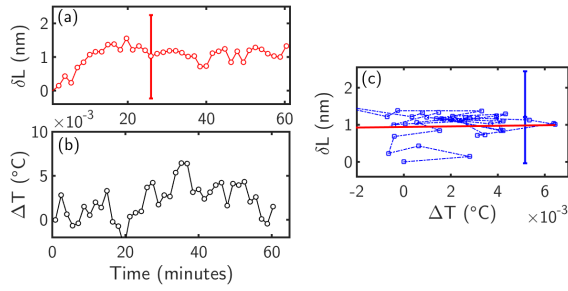 (a)
δL (nm)
2
1
0
0 20 40 60
×10⁻³
(b)
ΔT (°C)
10
5
0
0 20 40 60
Time (minutes)
(c)
δL (nm)
2
1
0
-2 0 2 4 6
ΔT (°C)
×10⁻³